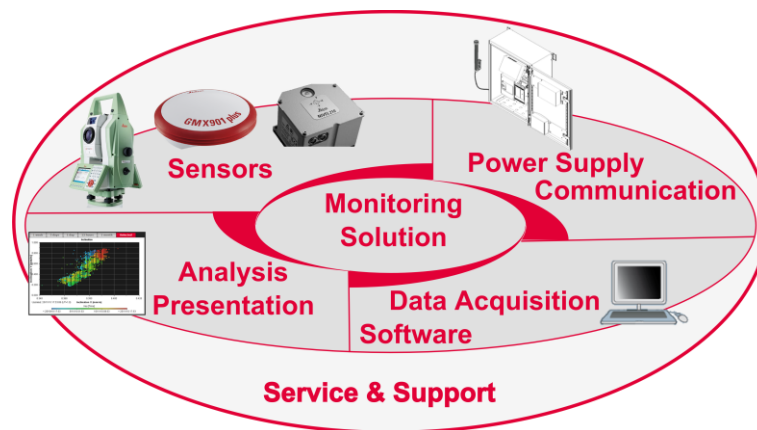 GMX901 plus
Sensors
Power Supply
Communication
Monitoring
Solution
Analysis
Presentation
Data Acquisition
Software
Service & Support